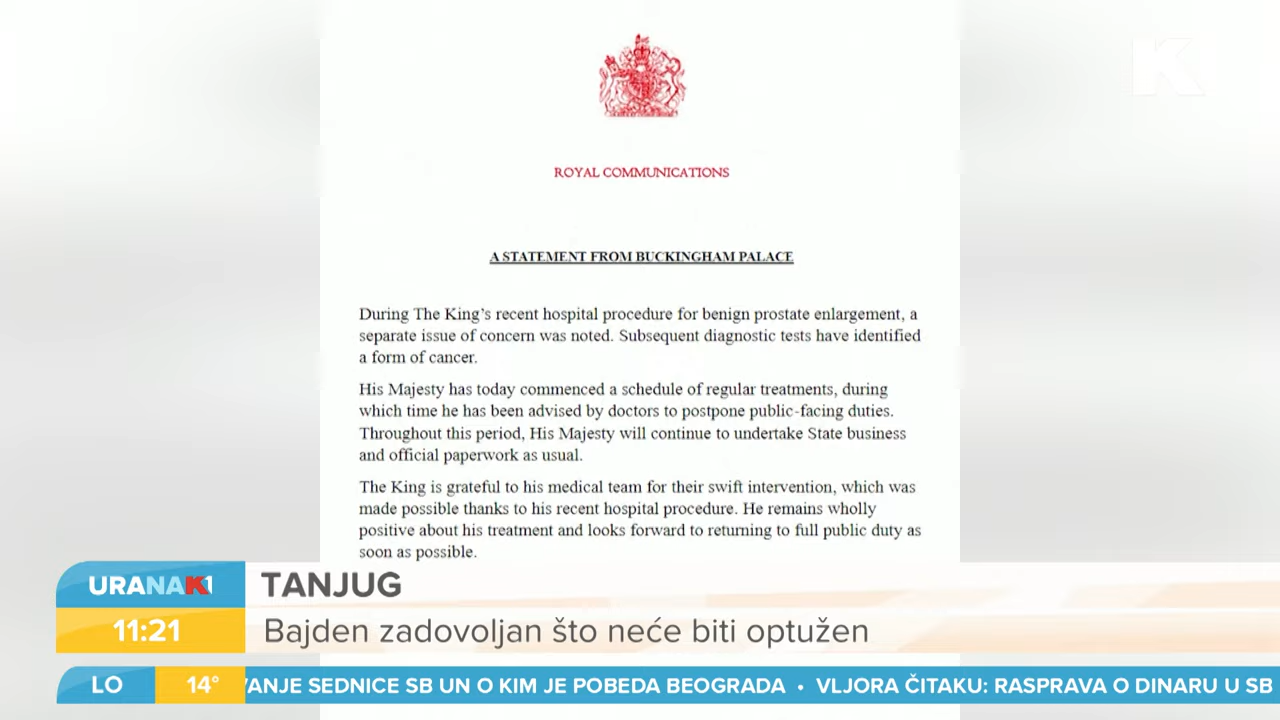 K
ROYAL COMMUNICATIONS
A STATEMENT FROM BUCKINGHAM PALACE
During The King’s recent hospital procedure for benign prostate enlargement, a
separate issue of concern was noted. Subsequent diagnostic tests have identified
a form of cancer.
His Majesty has today commenced a schedule of regular treatments, during
which time he has been advised by doctors to postpone public-facing duties.
Throughout this period, His Majesty will continue to undertake State business
and official paperwork as usual.
The King is grateful to his medical team for their swift intervention, which was
made possible thanks to his recent hospital procedure. He remains wholly
positive about his treatment and looks forward to returning to full public duty as
soon as possible.
URANAK1
TANJUG
11:21
Bajden zadovoljan što neće biti optužen
LO
14°
VANJE SEDNICE SB UN O KIM JE POBEDA BEOGRADA • VLJORA ČITAKU: RASPRAVA O DINARU U SB